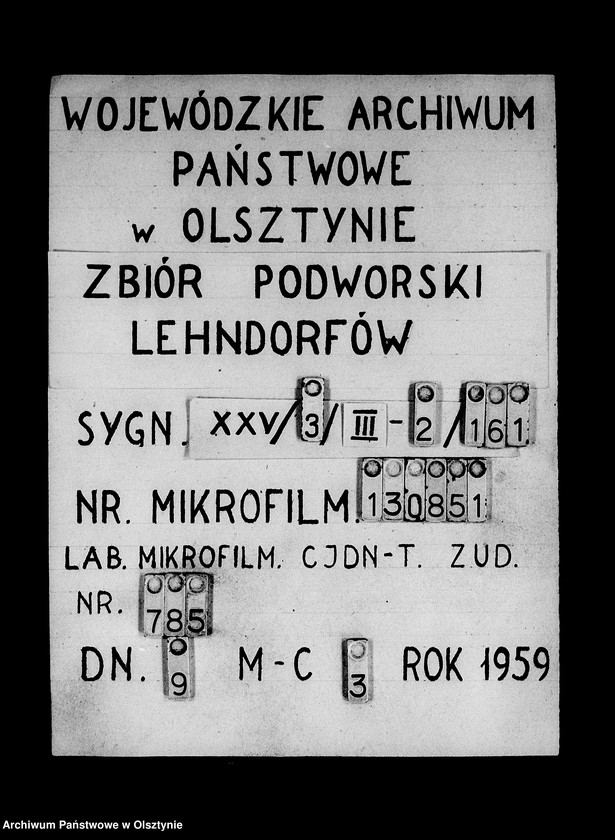 WOJEWÓDZKIE ARCHIWUM
PAŃSTWOWE
w OLSZTYNIE
ZBIÓR PODWORSKI
LEHNDORFÓW
SYGN. XXV/3/III-2/161
NR. MIKROFILM. 130851
LAB. MIKROFILM. CJDN-T. ZUD.
NR. 785
DN. 9 M-C 3 ROK 1959
Archiwum Państwowe w Olsztynie